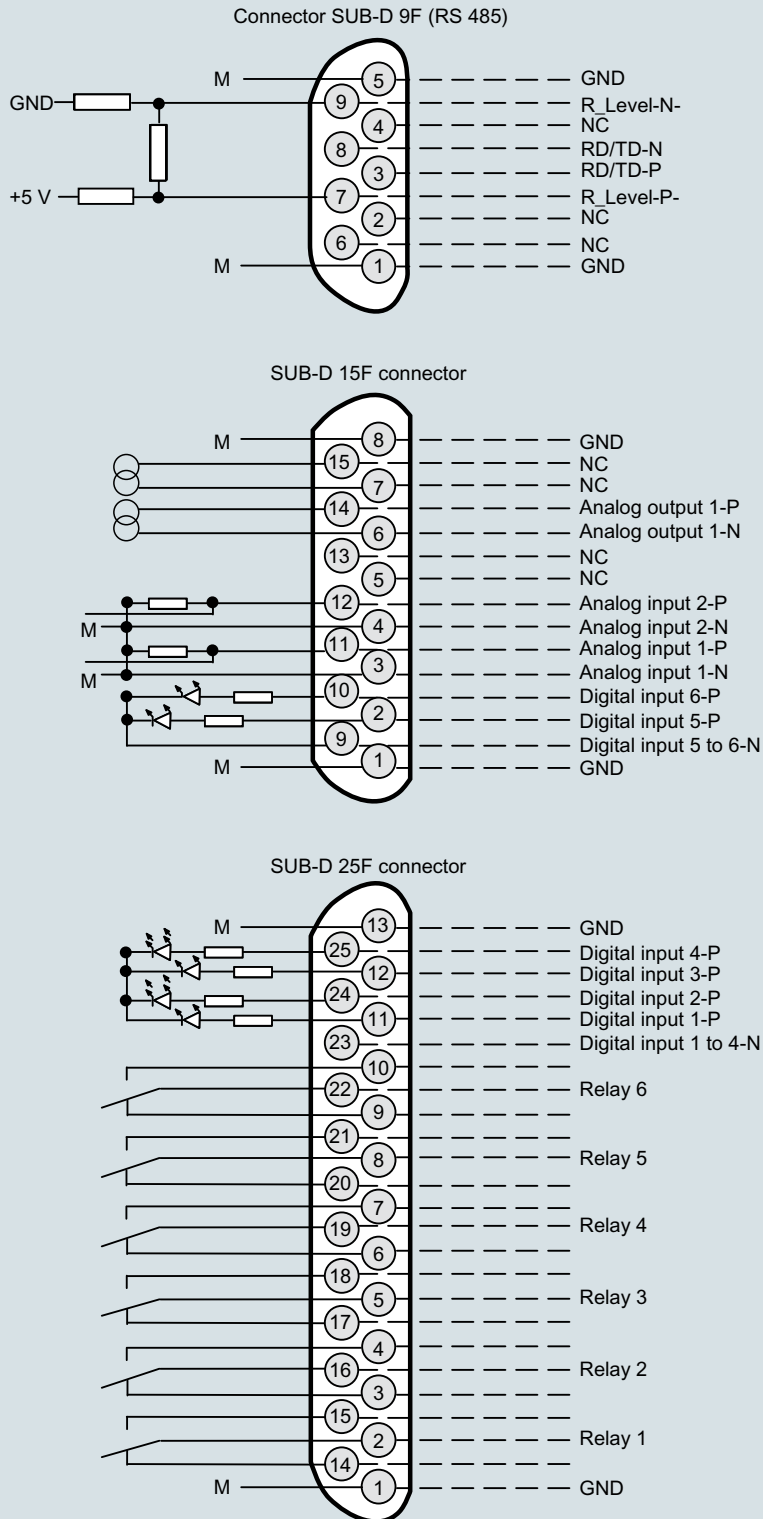 Connector SUB-D 9F (RS 485)
M 5 GND
GND 9 R_Level-N-
4 NC
8 RD/TD-N
3 RD/TD-P
+5 V 7 R_Level-P-
2 NC
6 NC
M 1 GND
SUB-D 15F connector
M 8 GND
15 NC
7 NC
14 Analog output 1-P
6 Analog output 1-N
13 NC
5 NC
12 Analog input 2-P
M 4 Analog input 2-N
11 Analog input 1-P
M 3 Analog input 1-N
10 Digital input 6-P
2 Digital input 5-P
9 Digital input 5 to 6-N
M 1 GND
SUB-D 25F connector
M 13 GND
25 Digital input 4-P
12 Digital input 3-P
24 Digital input 2-P
11 Digital input 1-P
23 Digital input 1 to 4-N
10
22 Relay 6
9
21
8 Relay 5
20
7
19 Relay 4
6
18
5 Relay 3
17
4
16 Relay 2
3
15
2 Relay 1
14
M 1 GND